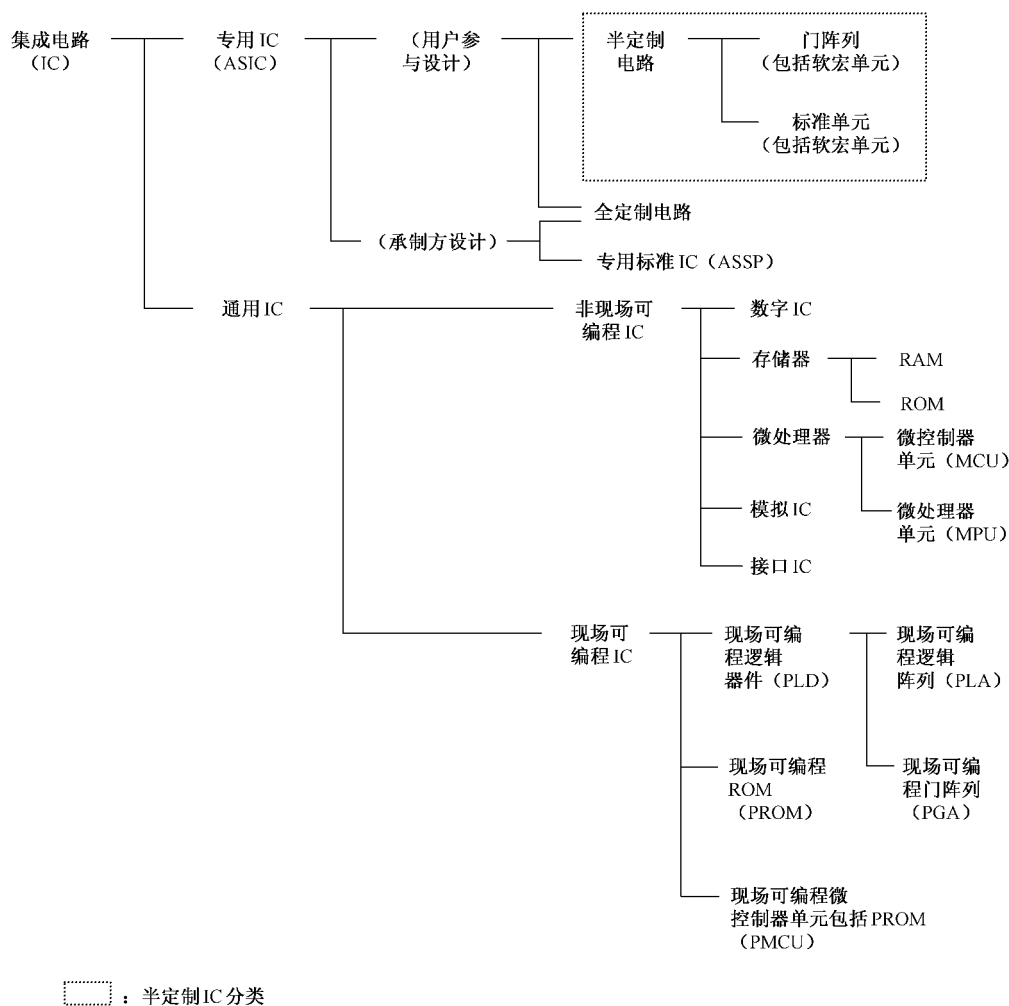 集成电路
（IC）
专用IC
（ASIC）
（用户参
与设计）
半定制
电路
门阵列
（包括软宏单元）
标准单元
（包括软宏单元）
全定制电路
（承制方设计）
专用标准IC（ASSP）
通用IC
非现场可
编程IC
数字IC
存储器
RAM
ROM
微处理器
微控制器
单元（MCU）
模拟IC
微处理器
单元（MPU）
接口IC
现场可
编程IC
现场可编
程逻辑
器件（PLD）
现场可编
程逻辑
阵列（PLA）
现场可编程
ROM
（PROM）
现场可编
程门阵列
（PGA）
现场可编程微
控制器单元包括PROM
（PMCU）
：半定制IC分类